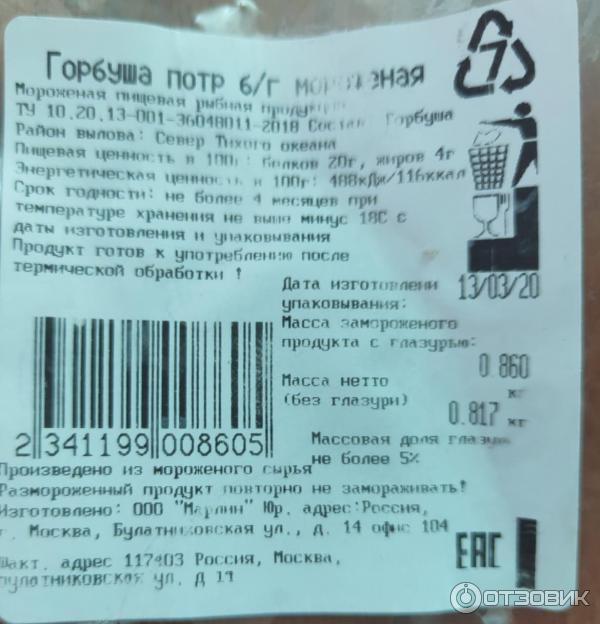 Горбуша потр б/г мороженая
7
Мороженая пищевая рыбная продукция
ТУ 10.20.13-001-36048011-2018 Состав: Горбуша
Район вылова: Север Тихого океана
Пищевая ценность в 100г: белков 20г, жиров 4г
Энергетическая ценность в 100г: 488кДж/116ккал
Срок годности: не более 4 месяцев при
температуре хранения не выше минус 18С с
даты изготовления и упаковывания
Продукт готов к употреблению после
термической обработки !
Дата изготовлени 13/03/20
упаковывания:
Масса замороженого
продукта с глазурью:
0.860 кг
Масса нетто
(без глазури)
0.817 кг
2 341199 008605
Массовая доля глазури
не более 5%
Произведено из мороженого сырья
Размороженный продукт повторно не замораживать!
Изготовлено: ООО "Марлин" Юр. адрес:Россия,
г. Москва, Булатниковская ул., д. 14 офис 104
Факт. адрес 117403 Россия, Москва,
булатниковская ул. д 14
EAC
ОТЗОВИК